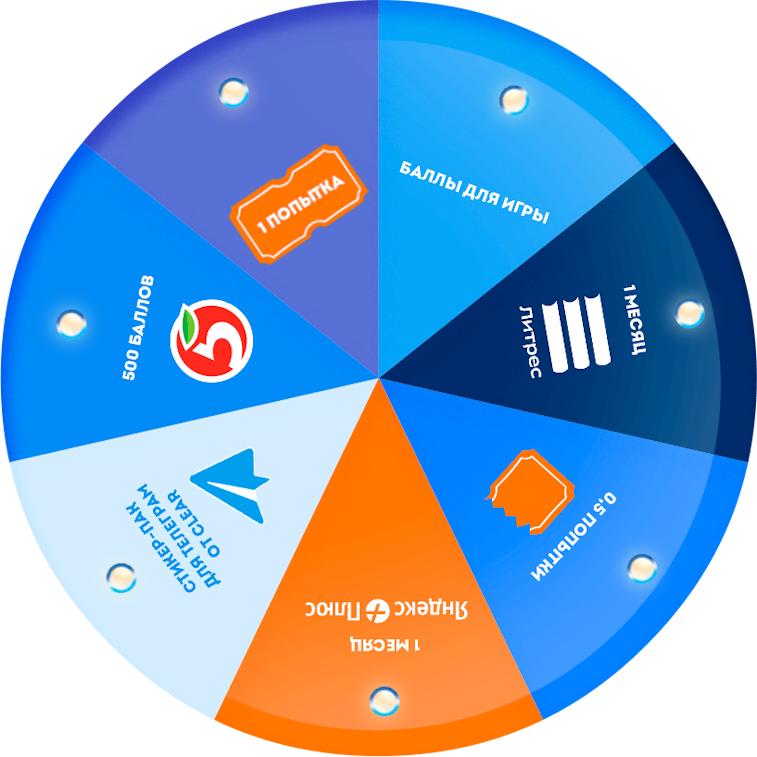 БАЛЛЫ ДЛЯ ИГРЫ
1 МЕСЯЦ
Литрес
0,5 ПОПЫТКИ
Яндекс Плюс
1 МЕСЯЦ
СТИКЕР-ПАК
ДЛЯ ТЕЛЕГРАМ
ОТ CLEAR
500 БАЛЛОВ
5
1 ПОПЫТКА